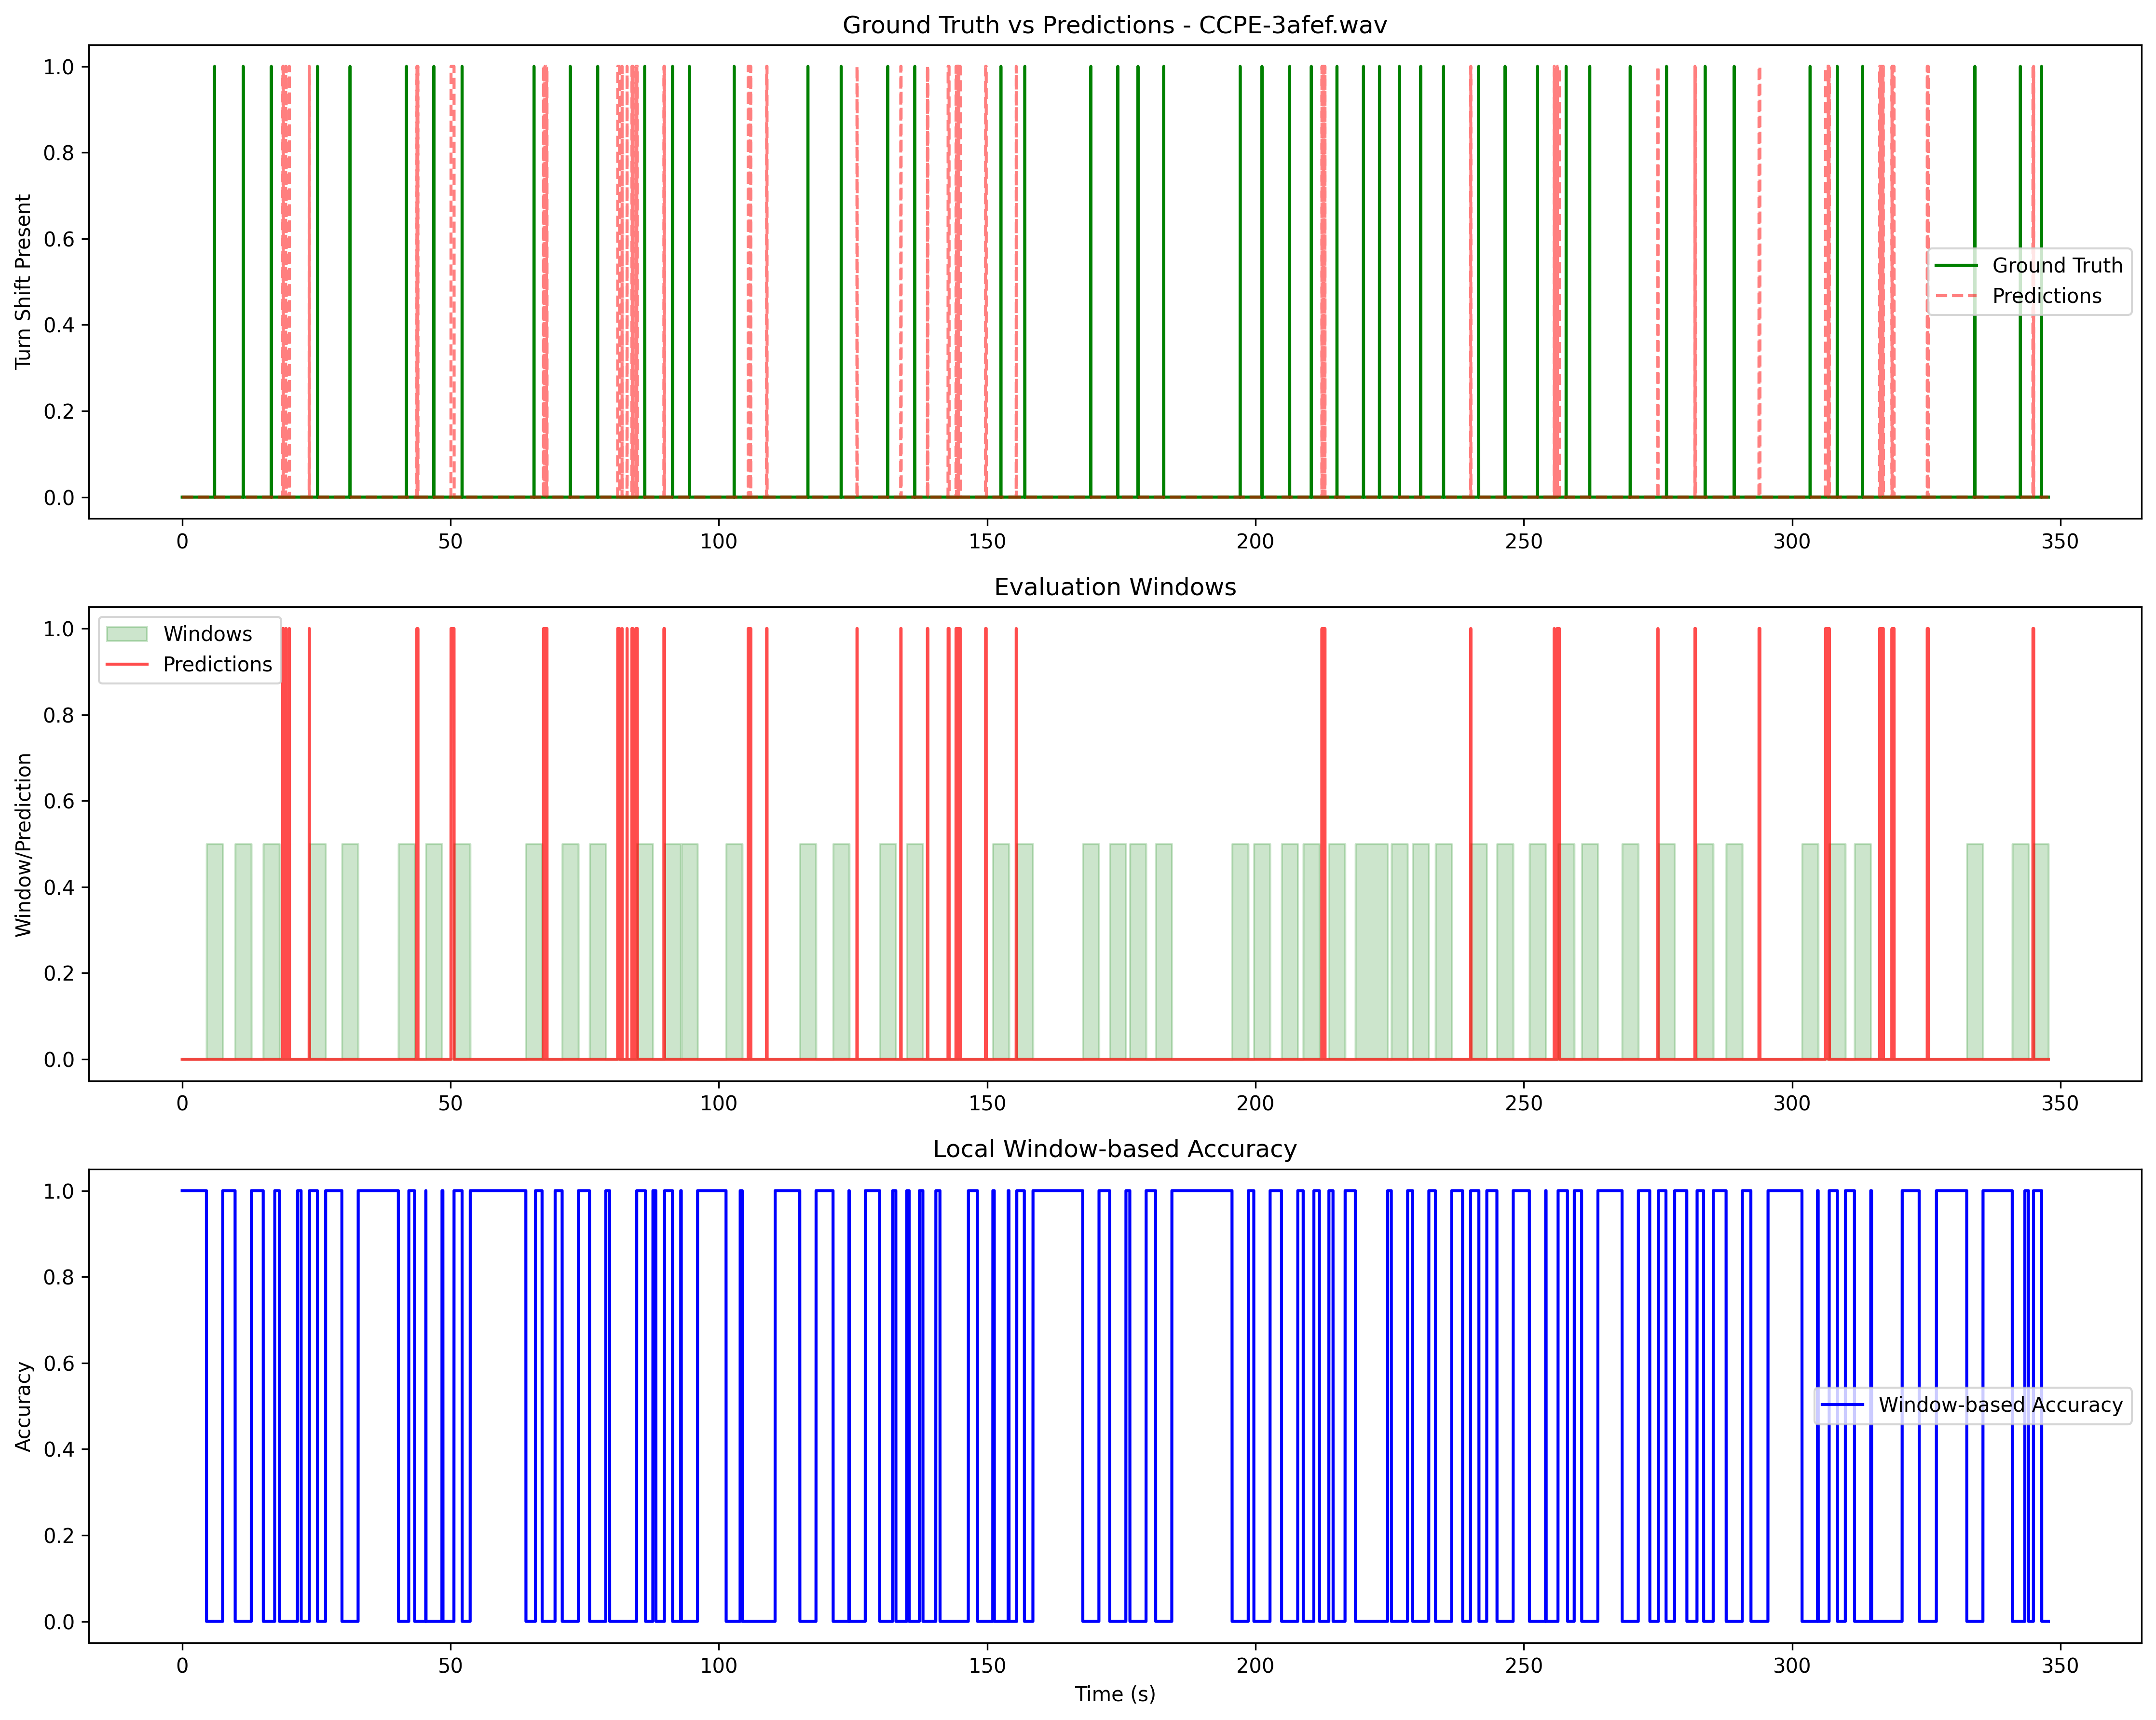 Ground Truth vs Predictions - CCPE-3afef.wav
1.0
0.8
0.6
0.4
0.2
0.0
Turn Shift Present
Ground Truth
Predictions
0 50 100 150 200 250 300 350
Evaluation Windows
1.0
0.8
0.6
0.4
0.2
0.0
Window/Prediction
Windows
Predictions
0 50 100 150 200 250 300 350
Local Window-based Accuracy
1.0
0.8
0.6
0.4
0.2
0.0
Accuracy
Window-based Accuracy
0 50 100 150 200 250 300 350
Time (s)